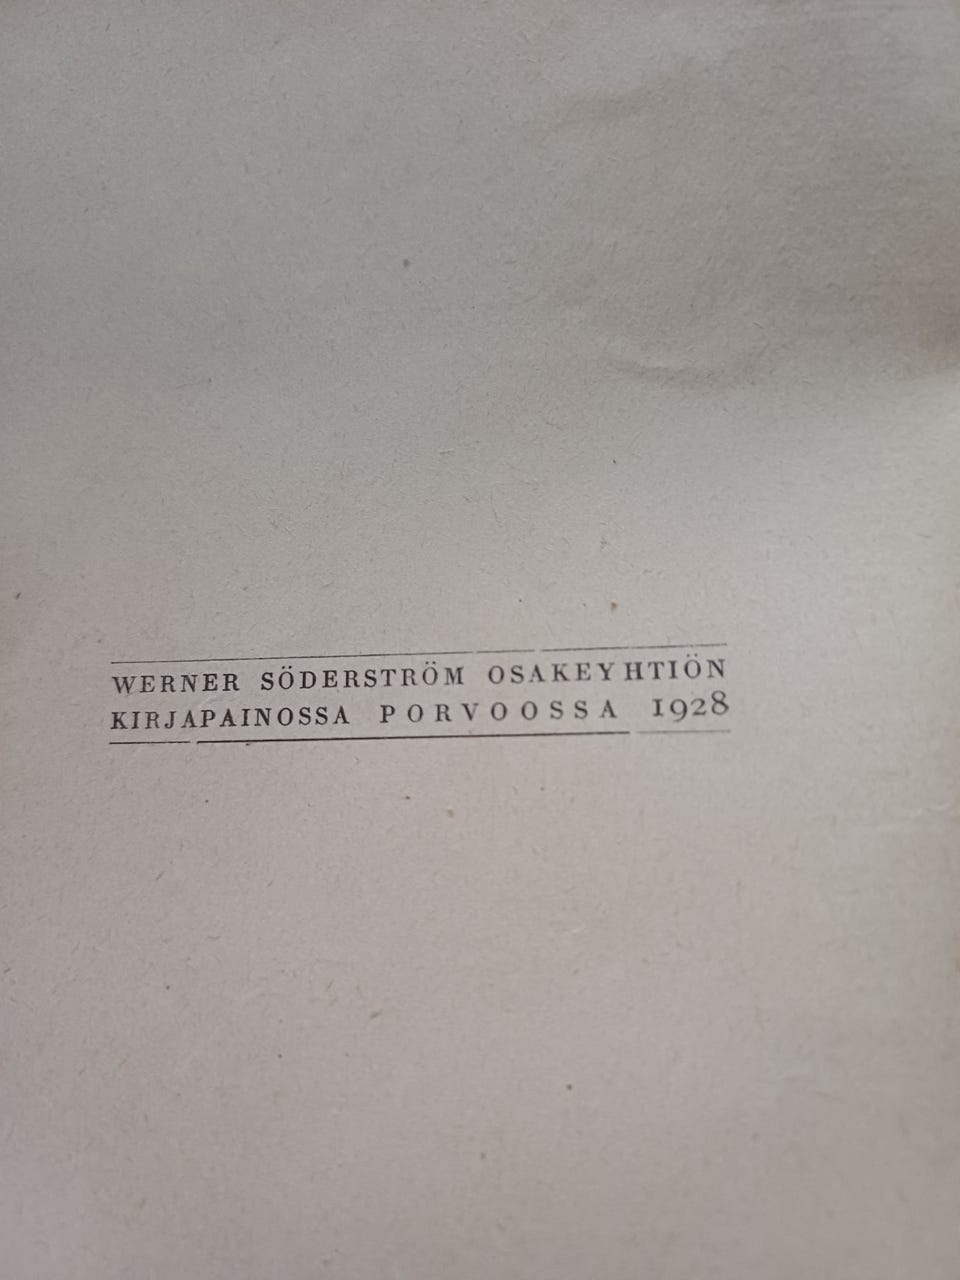 WERNER SÖDERSTRÖM OSAKEYHTIÖN
KIRJAPAINOSSA PORVOOSSA 1928